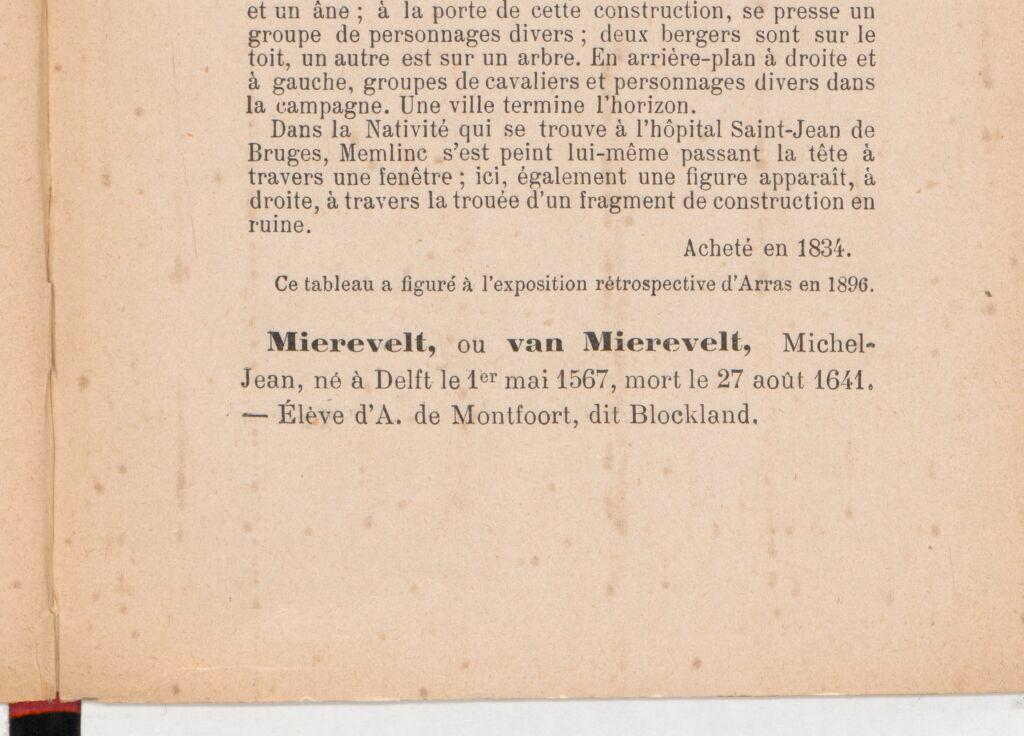 et un âne ; à la porte de cette construction, se presse un
groupe de personnages divers ; deux bergers sont sur le
toit, un autre est sur un arbre. En arrière-plan à droite et
à gauche, groupes de cavaliers et personnages divers dans
la campagne. Une ville termine l'horizon.
Dans la Nativité qui se trouve à l'hôpital Saint-Jean de
Bruges, Memlinc s'est peint lui-même passant la tête à
travers une fenêtre ; ici, également une figure apparaît, à
droite, à travers la trouée d'un fragment de construction en
ruine.
Acheté en 1834.
Ce tableau a figuré à l'exposition rétrospective d'Arras en 1896.
Mierevelt, ou van Mierevelt, Michel-
Jean, né à Delft le 1er mai 1567, mort le 27 août 1641.
— Élève d'A. de Montfoort, dit Blockland.